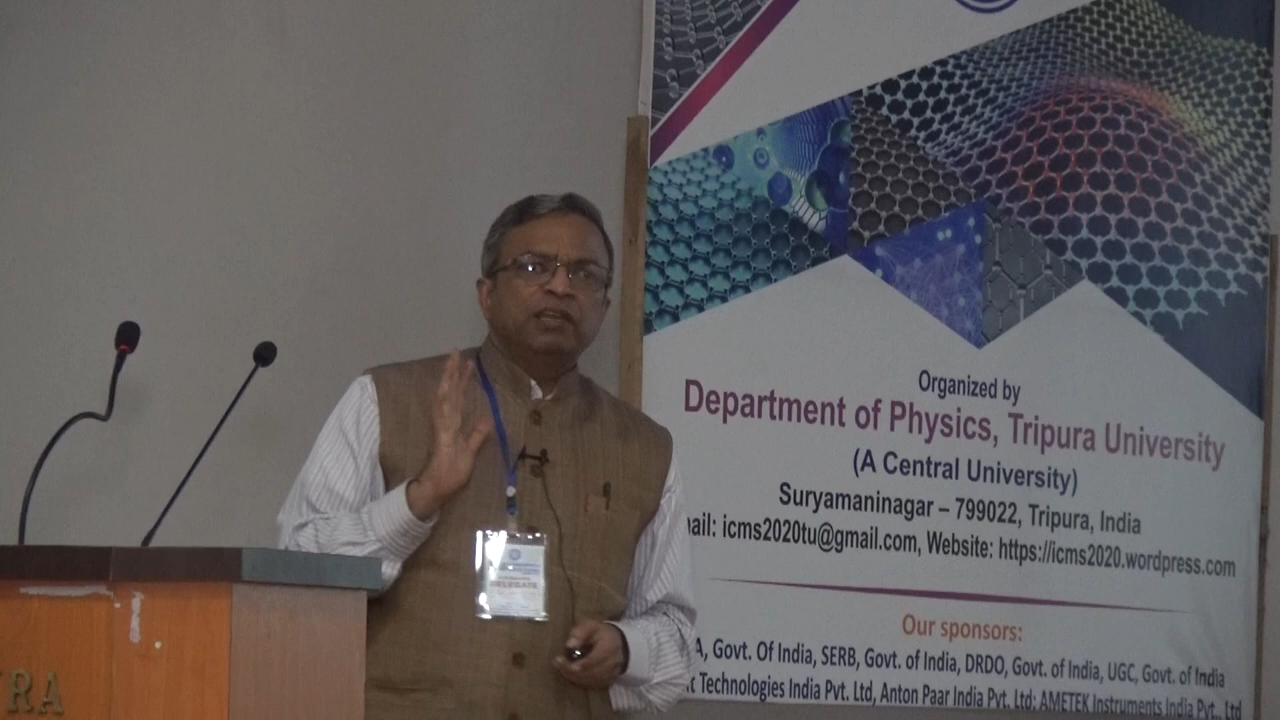 Organized by
Department of Physics, Tripura University
(A Central University)
Suryamaninagar – 799022, Tripura, India
ail: icms2020tu@gmail.com, Website: https://icms2020.wordpress.com
Our sponsors:
A, Govt. Of India, SERB, Govt. of India, DRDO, Govt. of India, UGC, Govt. of India
t Technologies India Pvt. Ltd, Anton Paar India Pvt. Ltd; AMETEK Instruments India Pvt., Ltd
DELEGATE
RA